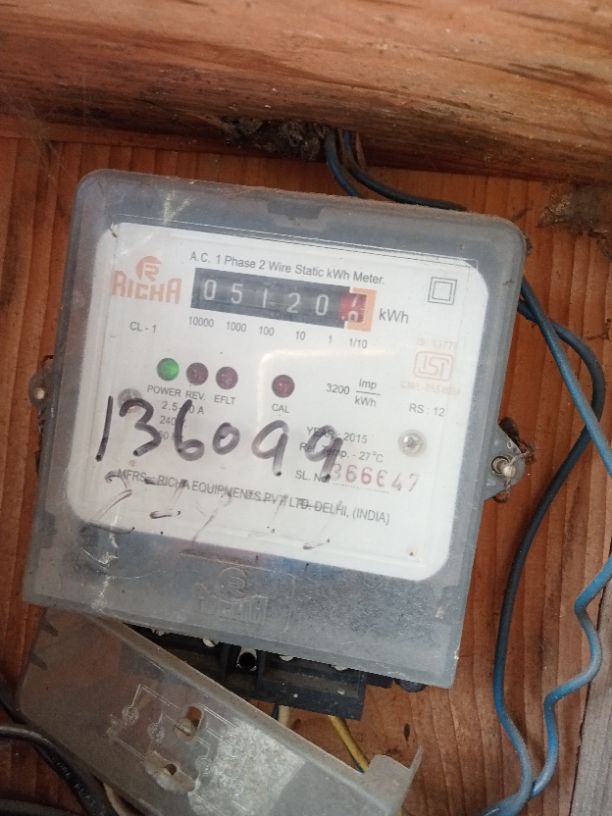 A.C. 1 Phase 2 Wire Static kWh Meter.
RICHA
05120
kWh
10000 1000 100 10 1 1/10
CL - 1
3200 Imp/kWh
POWER REV. EFLT CAL
RS : 12
136099
2015
27°C
SL. No 366647
MFRS. RICHA EQUIPMENTS PVT. LTD. DELHI, (INDIA)